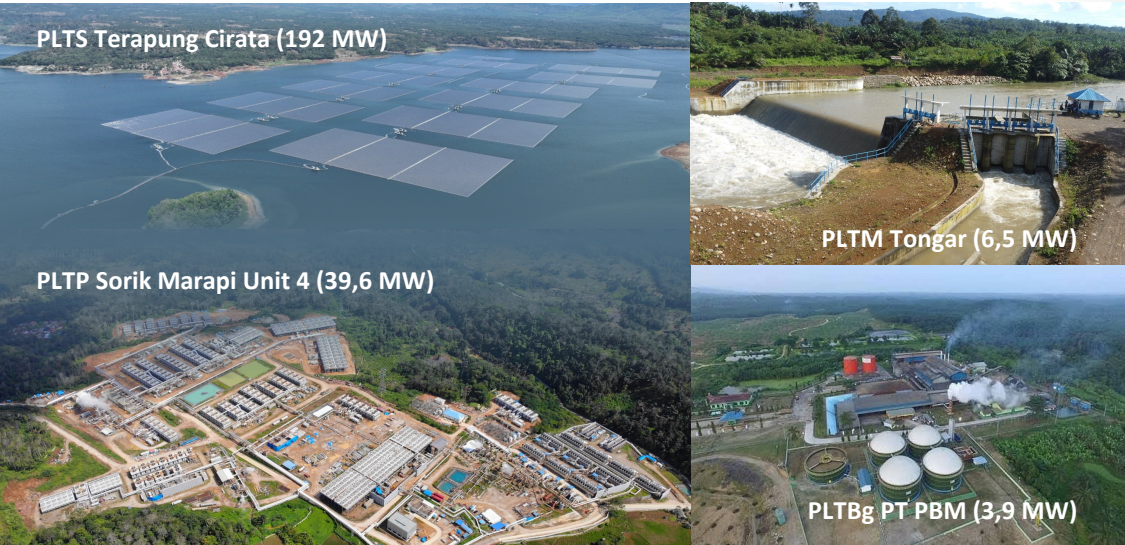 PLTS Terapung Cirata (192 MW)
PLTM Tongar (6,5 MW)
PLTP Sorik Marapi Unit 4 (39,6 MW)
PLTBg PT PBM (3,9 MW)